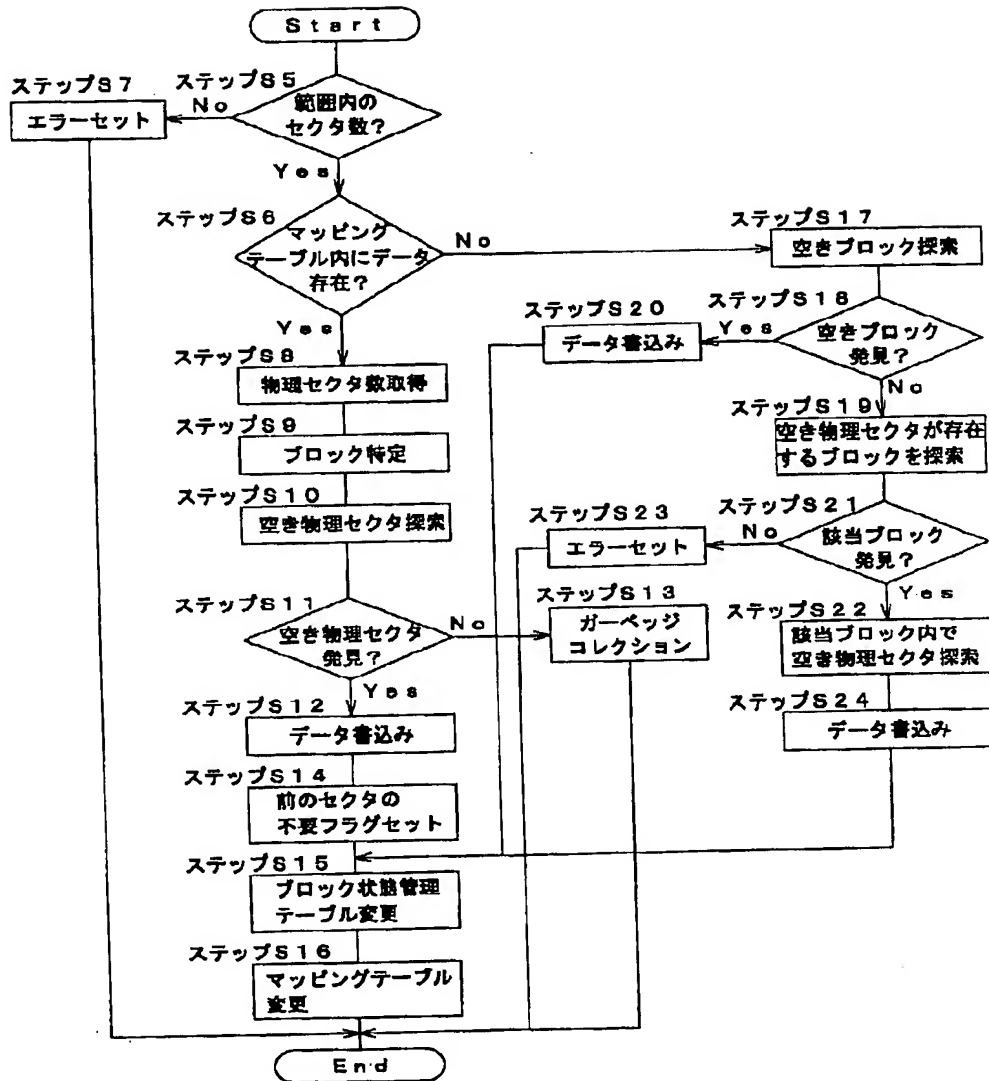 Start
ステップS7
ステップS5
No
範囲内の
セクタ数?
エラーセット
Yes
ステップS6
マッピング
テーブル内にデータ
存在?
No
ステップS17
空きブロック探索
ステップS18
空きブロック
発見?
Yes
ステップS20
データ書込み
No
Yes
ステップS8
物理セクタ数取得
ステップS9
ブロック特定
ステップS10
空き物理セクタ探索
ステップS19
空き物理セクタが存在
するブロックを探索
ステップS21
該当ブロック
発見?
No
ステップS23
エラーセット
Yes
ステップS11
空き物理セクタ
発見?
No
ステップS13
ガーベッジ
コレクション
ステップS22
該当ブロック内で
空き物理セクタ探索
Yes
ステップS12
データ書込み
ステップS24
データ書込み
ステップS14
前のセクタの
不要フラグセット
ステップS15
ブロック状態管理
テーブル変更
ステップS16
マッピングテーブル
変更
End